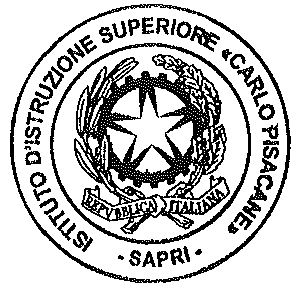 ISTITUTO D'ISTRUZIONE SUPERIORE «CARLO PISACANE»
- SAPRI -
REPVBBLICA ITALIANA